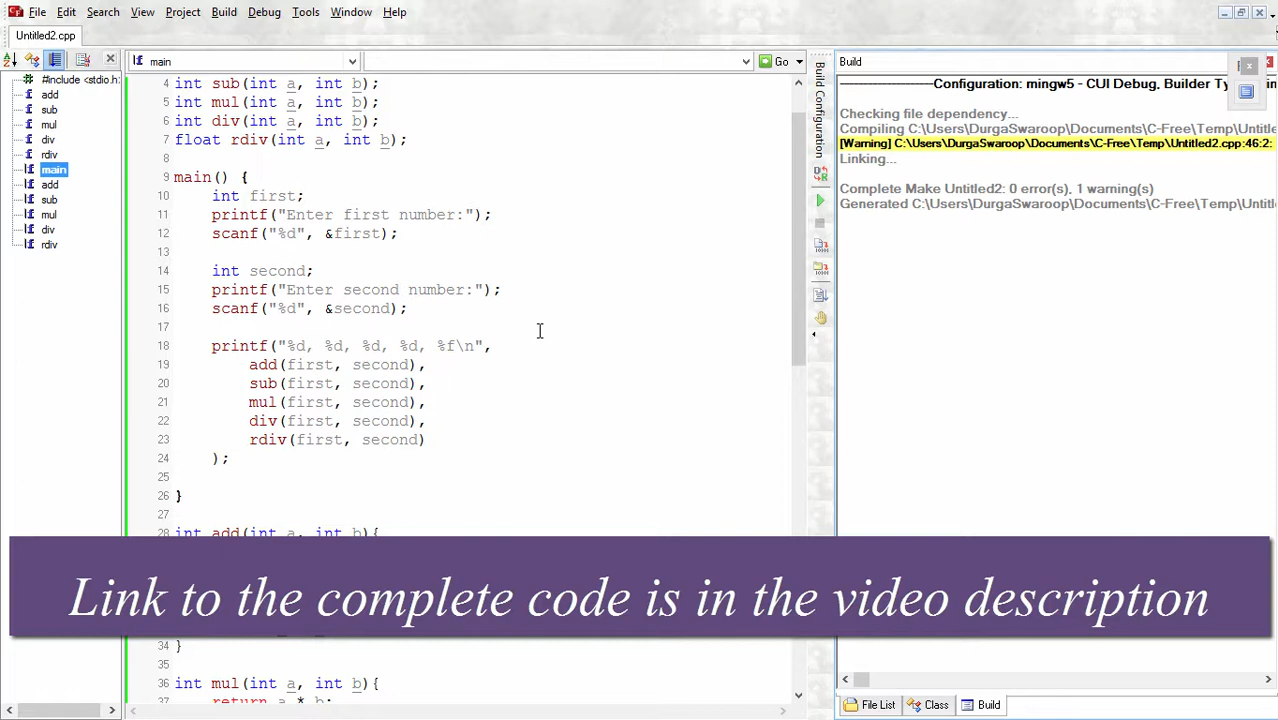 File Edit Search View Project Build Debug Tools Window Help
Untitled2.cpp
main
Go
Build
#include <stdio.h:
add
sub
mul
div
rdiv
main
add
sub
mul
div
rdiv
4 int sub(int a, int b);
5 int mul(int a, int b);
6 int div(int a, int b);
7 float rdiv(int a, int b);
8
9 main() {
10 int first;
11 printf("Enter first number:");
12 scanf("%d", &first);
13
14 int second;
15 printf("Enter second number:");
16 scanf("%d", &second);
17
18 printf("%d, %d, %d, %d, %f\n",
19 add(first, second),
20 sub(first, second),
21 mul(first, second),
22 div(first, second),
23 rdiv(first, second)
24 );
25
26 }
27
28 int add(int a, int b){
34 }
35
36 int mul(int a, int b){
37 return a * b;
Build Configuration
Configuration: mingw5 - CUI Debug, Builder Ty
Checking file dependency...
Compiling C:\Users\DurgaSwaroop\Documents\C-Free\Temp\Untitle
[Warning] C:\Users\DurgaSwaroop\Documents\C-Free\Temp\Untitled2.cpp:46:2:
Linking...
Complete Make Untitled2: 0 error(s), 1 warning(s)
Generated C:\Users\DurgaSwaroop\Documents\C-Free\Temp\Untitle
Link to the complete code is in the video description
File List Class Build